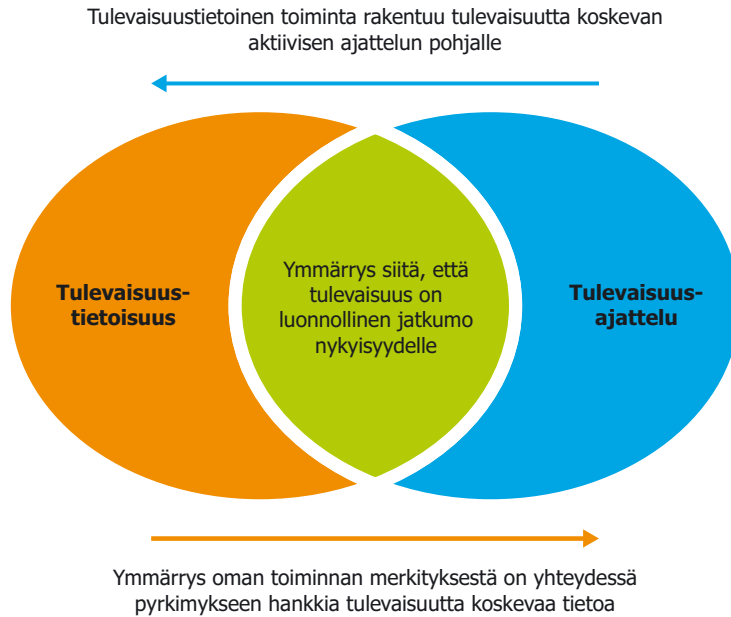 Tulevaisuustietoinen toiminta rakentuu tulevaisuutta koskevan
aktiivisen ajattelun pohjalle
Tulevaisuus-
tietoisuus
Ymmärrys siitä, että
tulevaisuus on
luonnollinen jatkumo
nykyisyydelle
Tulevaisuus-
ajattelu
Ymmärrys oman toiminnan merkityksestä on yhteydessä
pyrkimykseen hankkia tulevaisuutta koskevaa tietoa